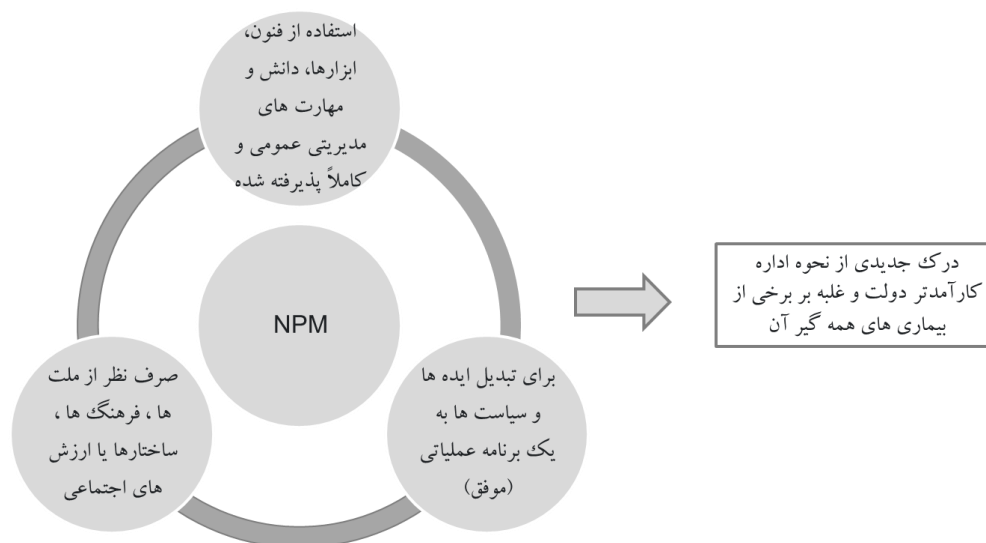 استفاده از فنون،
ابزارها، دانش و
مهارت های
مدیریتی عمومی و
کاملاً پذیرفته شده
NPM
درک جدیدی از نحوه اداره
کارآمدتر دولت و غلبه بر برخی از
بیماری های همه گیر آن
برای تبدیل ایده ها
و سیاست ها به
یک برنامه عملیاتی
(موفق)
صرف نظر از ملت
ها ، فرهنگ ها ،
ساختارها یا ارزش
های اجتماعی